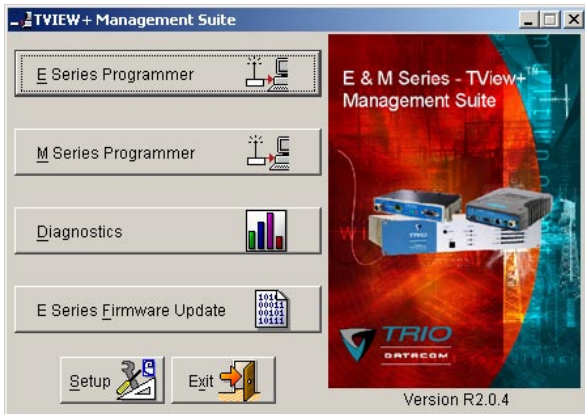 TVIEW+ Management Suite
E Series Programmer
M Series Programmer
Diagnostics
E Series Firmware Update
Setup
Exit
E & M Series - TView+™
Management Suite
TRIO
DATACOM
Version R2.0.4